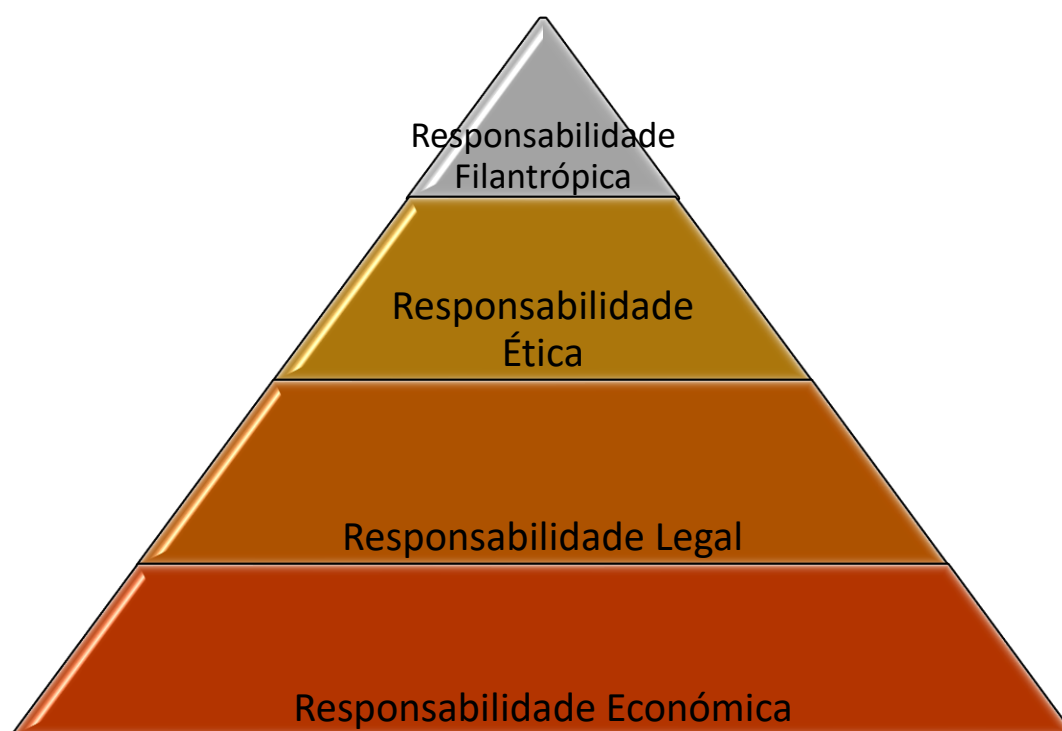 Responsabilidade
Filantrópica
Responsabilidade
Ética
Responsabilidade Legal
Responsabilidade Económica